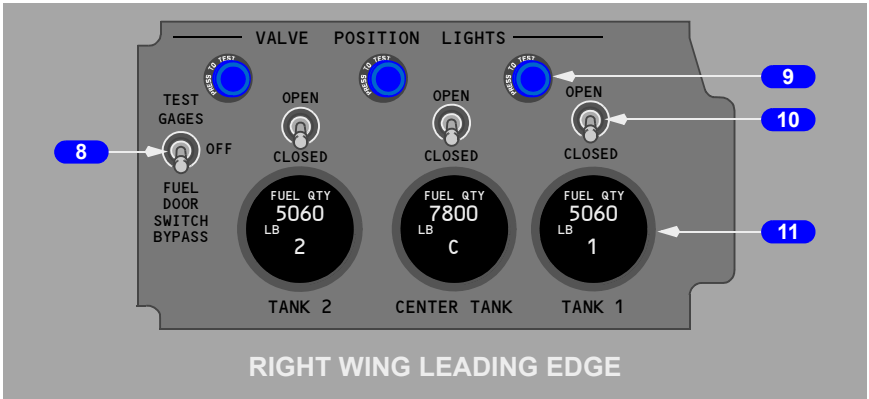 VALVE POSITION LIGHTS
PRESS TO TEST
PRESS TO TEST
PRESS TO TEST
9
TEST
GAGES
OFF
FUEL
DOOR
SWITCH
BYPASS
8
OPEN
CLOSED
OPEN
CLOSED
OPEN
CLOSED
10
FUEL QTY
5060
LB
2
FUEL QTY
7800
LB
C
FUEL QTY
5060
LB
1
11
TANK 2
CENTER TANK
TANK 1
RIGHT WING LEADING EDGE